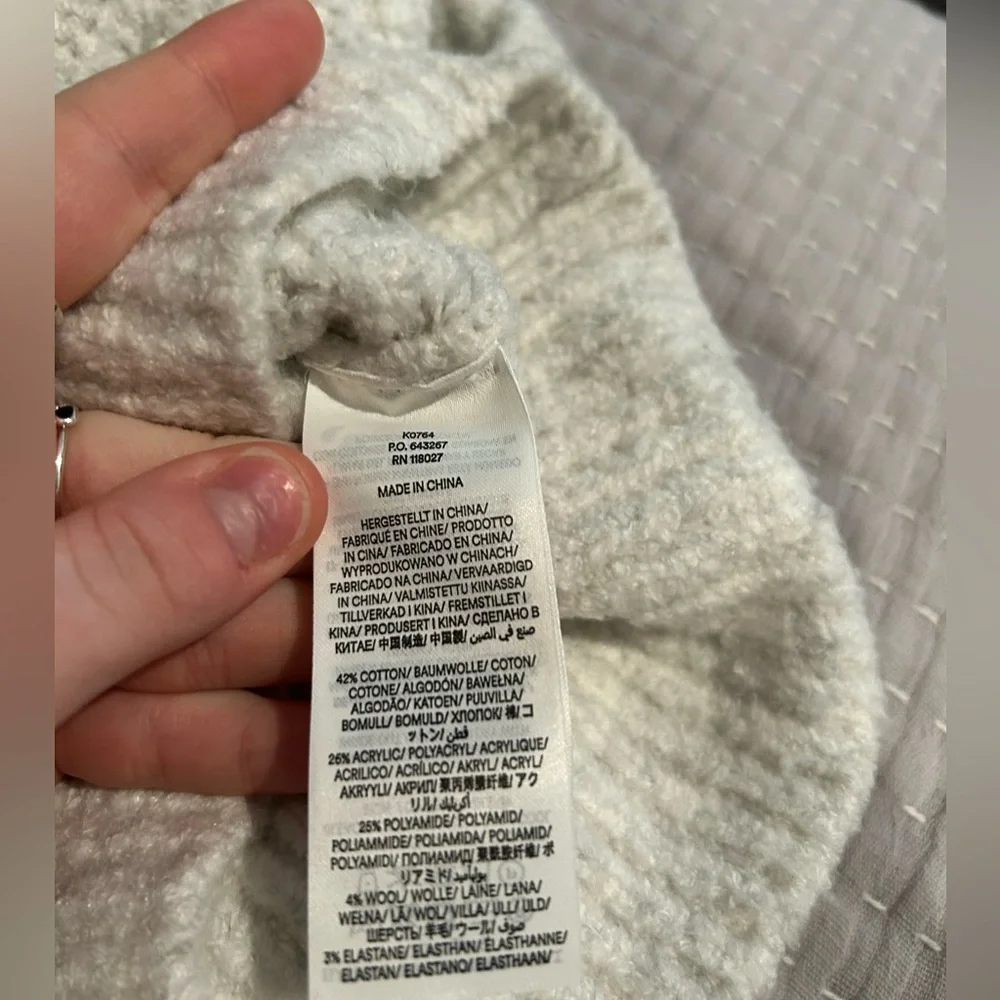 K0764
P.O. 643267
RN 118027
MADE IN CHINA
HERGESTELLT IN CHINA/
FABRIQUÉ EN CHINE/ PRODOTTO
IN CINA/ FABRICADO EN CHINA/
WYPRODUKOWANO W CHINACH/
FABRICADO NA CHINA/ VERVAARDIGD
IN CHINA/ VALMISTETTU KIINASSA/
TILLVERKAD I KINA/ FREMSTILLET I
KINA/ PRODUSERT I KINA/ СДЕЛАНО В
КИТАЕ/ 中国制造/ 中国製/ صنع في الصين
42% COTTON/ BAUMWOLLE/ COTON/
COTONE/ ALGODÓN/ BAWEŁNA/
ALGODÃO/ KATOEN/ PUUVILLA/
BOMULL/ BOMULD/ ХЛОПОК/ 棉/ コ
ットン/ قطن
26% ACRYLIC/ POLYACRYL/ ACRYLIQUE/
ACRILICO/ ACRÍLICO/ AKRYL/ ACRYL/
AKRYYLI/ АКРИЛ/ 聚丙烯腈纤维/ アク
リル/ أكريليك
25% POLYAMIDE/ POLYAMID/
POLIAMMIDE/ POLIAMIDA/ POLIAMID/
POLYAMIDI/ ПОЛИАМИД/ 聚酰胺纤维/ ポ
リアミド/ بولياميد
4% WOOL/ WOLLE/ LAINE/ LANA/
WEŁNA/ LÃ/ WOL/ VILLA/ ULL/ ULD/
ШЕРСТЬ/ 羊毛/ ウール/ صوف
3% ELASTANE/ ELASTHAN/ ÉLASTHANNE/
ELASTAN/ ELASTANO/ ELASTHAAN/